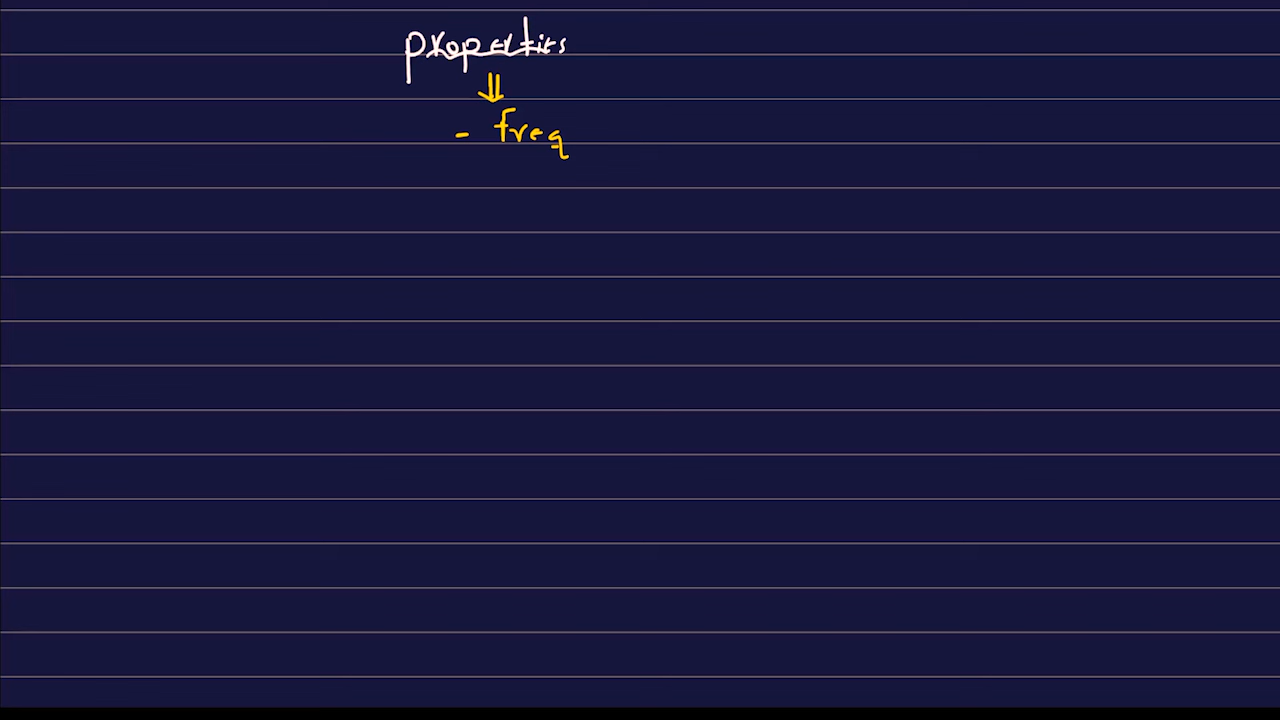 properties
⇓
- freq